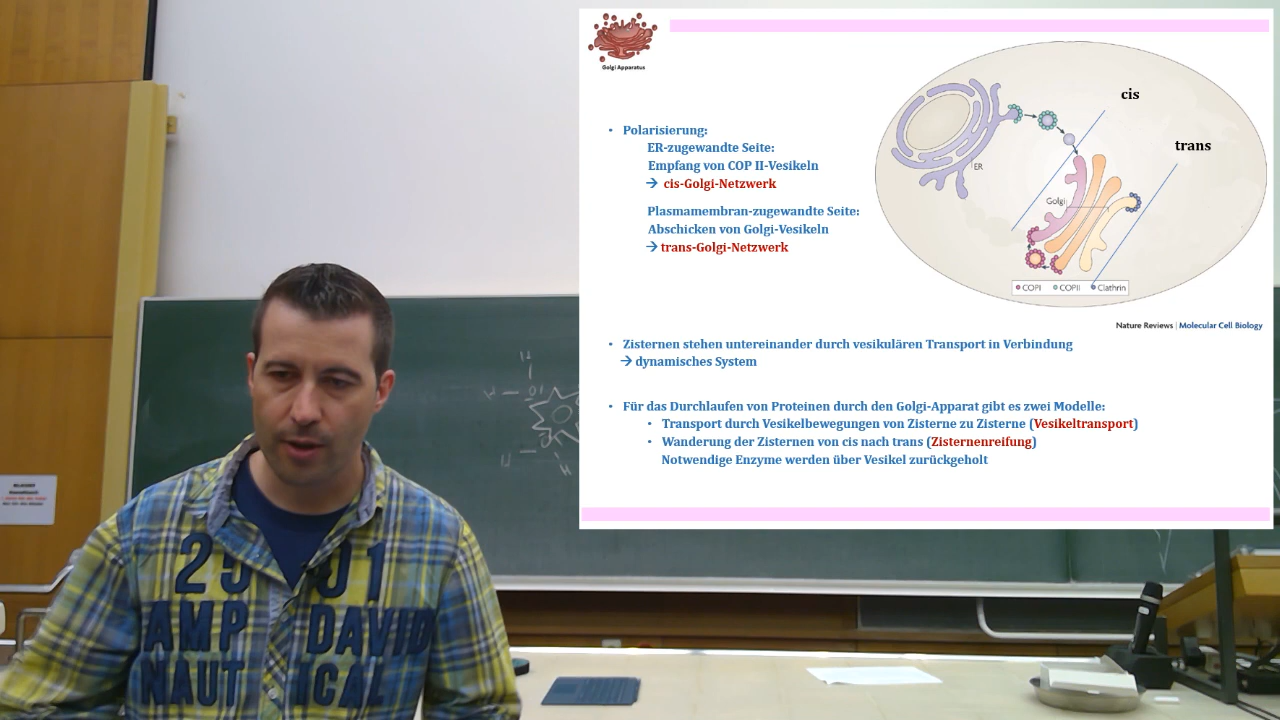 Golgi Apparatus
cis
trans
ER
Golgi
COPI COPII Clathrin
Nature Reviews | Molecular Cell Biology
• Polarisierung:
ER-zugewandte Seite:
Empfang von COP II-Vesikeln
→ cis-Golgi-Netzwerk
Plasmamembran-zugewandte Seite:
Abschicken von Golgi-Vesikeln
→ trans-Golgi-Netzwerk
• Zisternen stehen untereinander durch vesikulären Transport in Verbindung
→ dynamisches System
• Für das Durchlaufen von Proteinen durch den Golgi-Apparat gibt es zwei Modelle:
• Transport durch Vesikelbewegungen von Zisterne zu Zisterne (Vesikeltransport)
• Wanderung der Zisternen von cis nach trans (Zisternenreifung)
Notwendige Enzyme werden über Vesikel zurückgeholt
25 01
AMP DAVID
NAUT ICAL